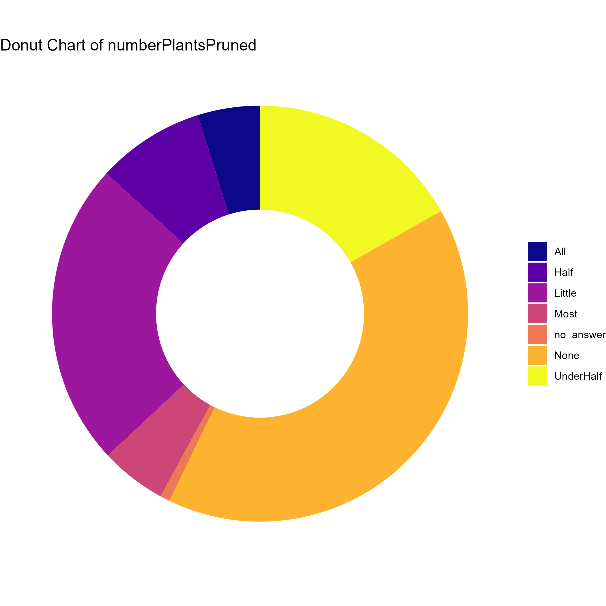 Donut Chart of numberPlantsPruned
All
Half
Little
Most
no_answer
None
UnderHalf